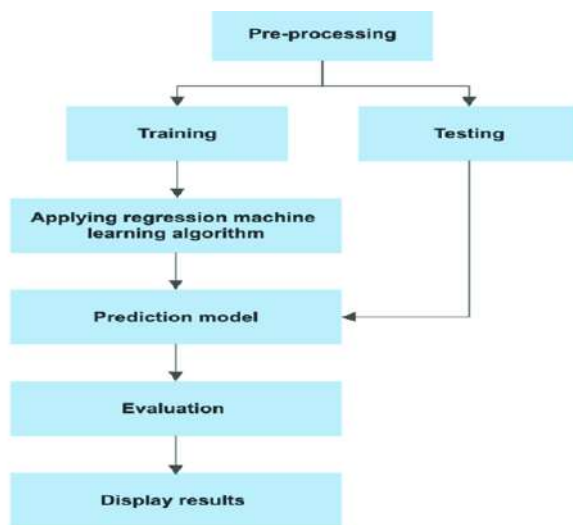 Pre-processing
Training
Testing
Applying regression machine
learning algorithm
Prediction model
Evaluation
Display results